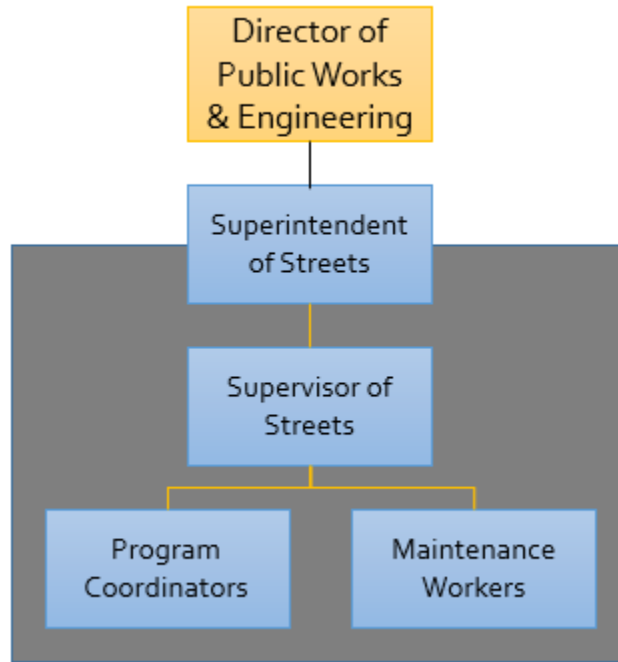 Director of
Public Works
& Engineering
Superintendent
of Streets
Supervisor of
Streets
Program
Coordinators
Maintenance
Workers